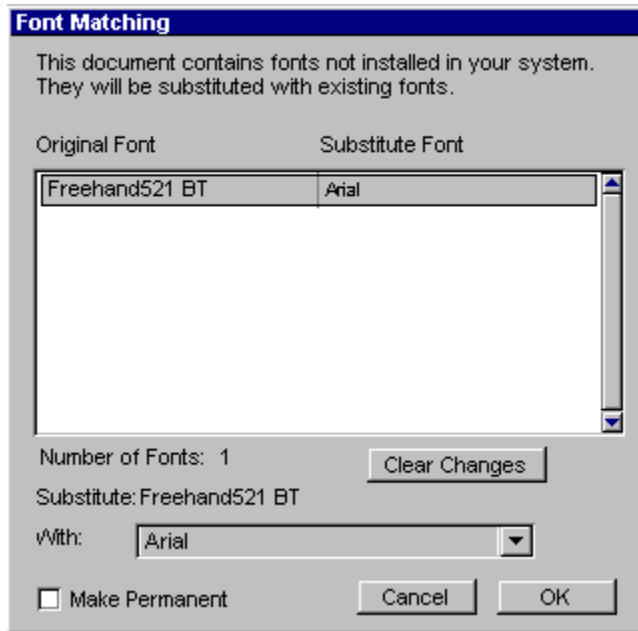 Font Matching
This document contains fonts not installed in your system.
They will be substituted with existing fonts.
Original Font Substitute Font
Freehand521 BT Arial
Number of Fonts: 1 Clear Changes
Substitute: Freehand521 BT
With: Arial
Make Permanent Cancel OK